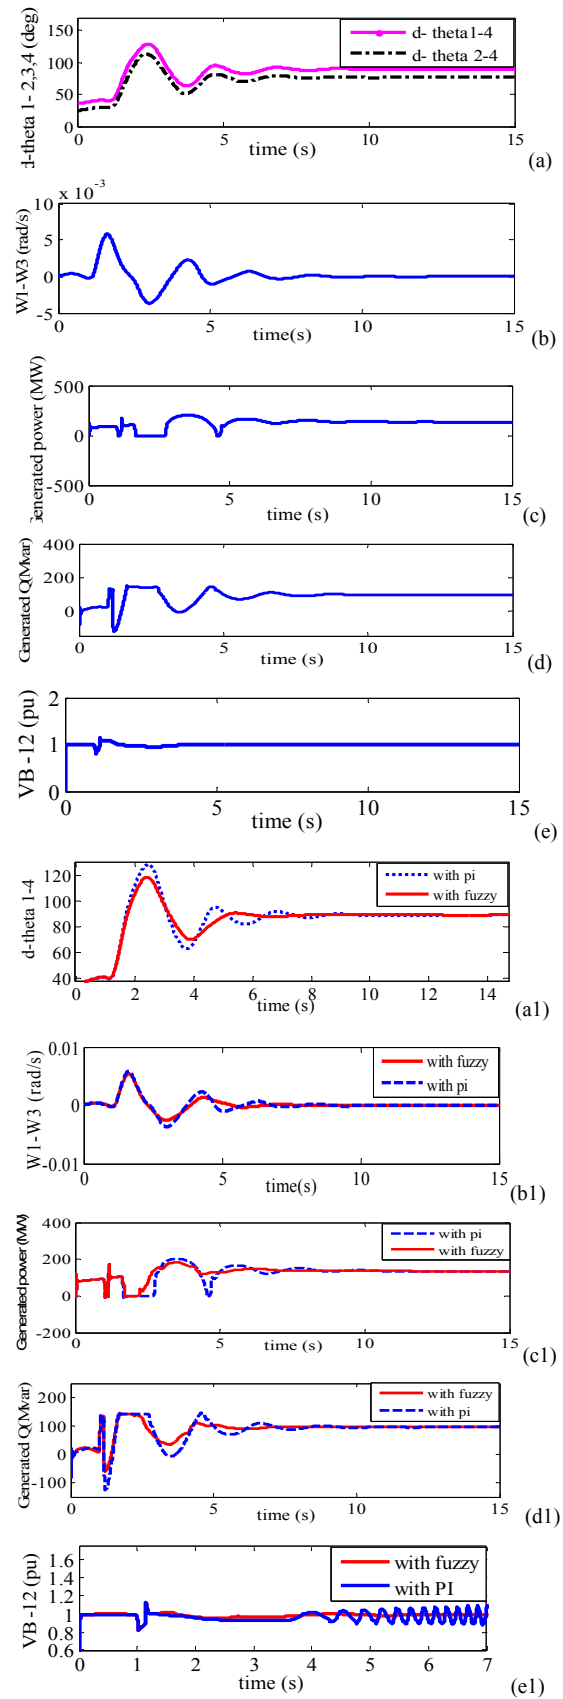 d-theta 1- 2,3,4 (deg)
150
100
50
0
0
5
10
15
d- theta1-4
d- theta 2-4
time (s)
(a)
x 10-3
W1-W3 (rad/s)
10
5
0
-5
0
5
10
15
time(s)
(b)
Generated power (MW)
500
0
-500
0
5
10
15
time (s)
(c)
Generated Q(Mvar)
400
200
0
0
5
10
15
time (s)
(d)
VB -12 (pu)
2
1
0
0
5
10
15
time (s)
(e)
d-theta 1-4
120
100
80
60
40
0
2
4
6
8
10
12
14
with pi
with fuzzy
time (s)
(a1)
W1-W3 (rad/s)
0.01
0
-0.01
0
5
10
15
with fuzzy
with pi
time(s)
(b1)
Generated power (MW)
400
200
0
-200
0
5
10
15
with pi
with fuzzy
time (s)
(c1)
Generated Q(Mvar)
200
100
0
-100
0
5
10
15
with fuzzy
with pi
time (s)
(d1)
VB -12 (pu)
1.6
1.4
1.2
1
0.8
0.6
0
1
2
3
4
5
6
7
with fuzzy
with PI
time (s)
(e1)